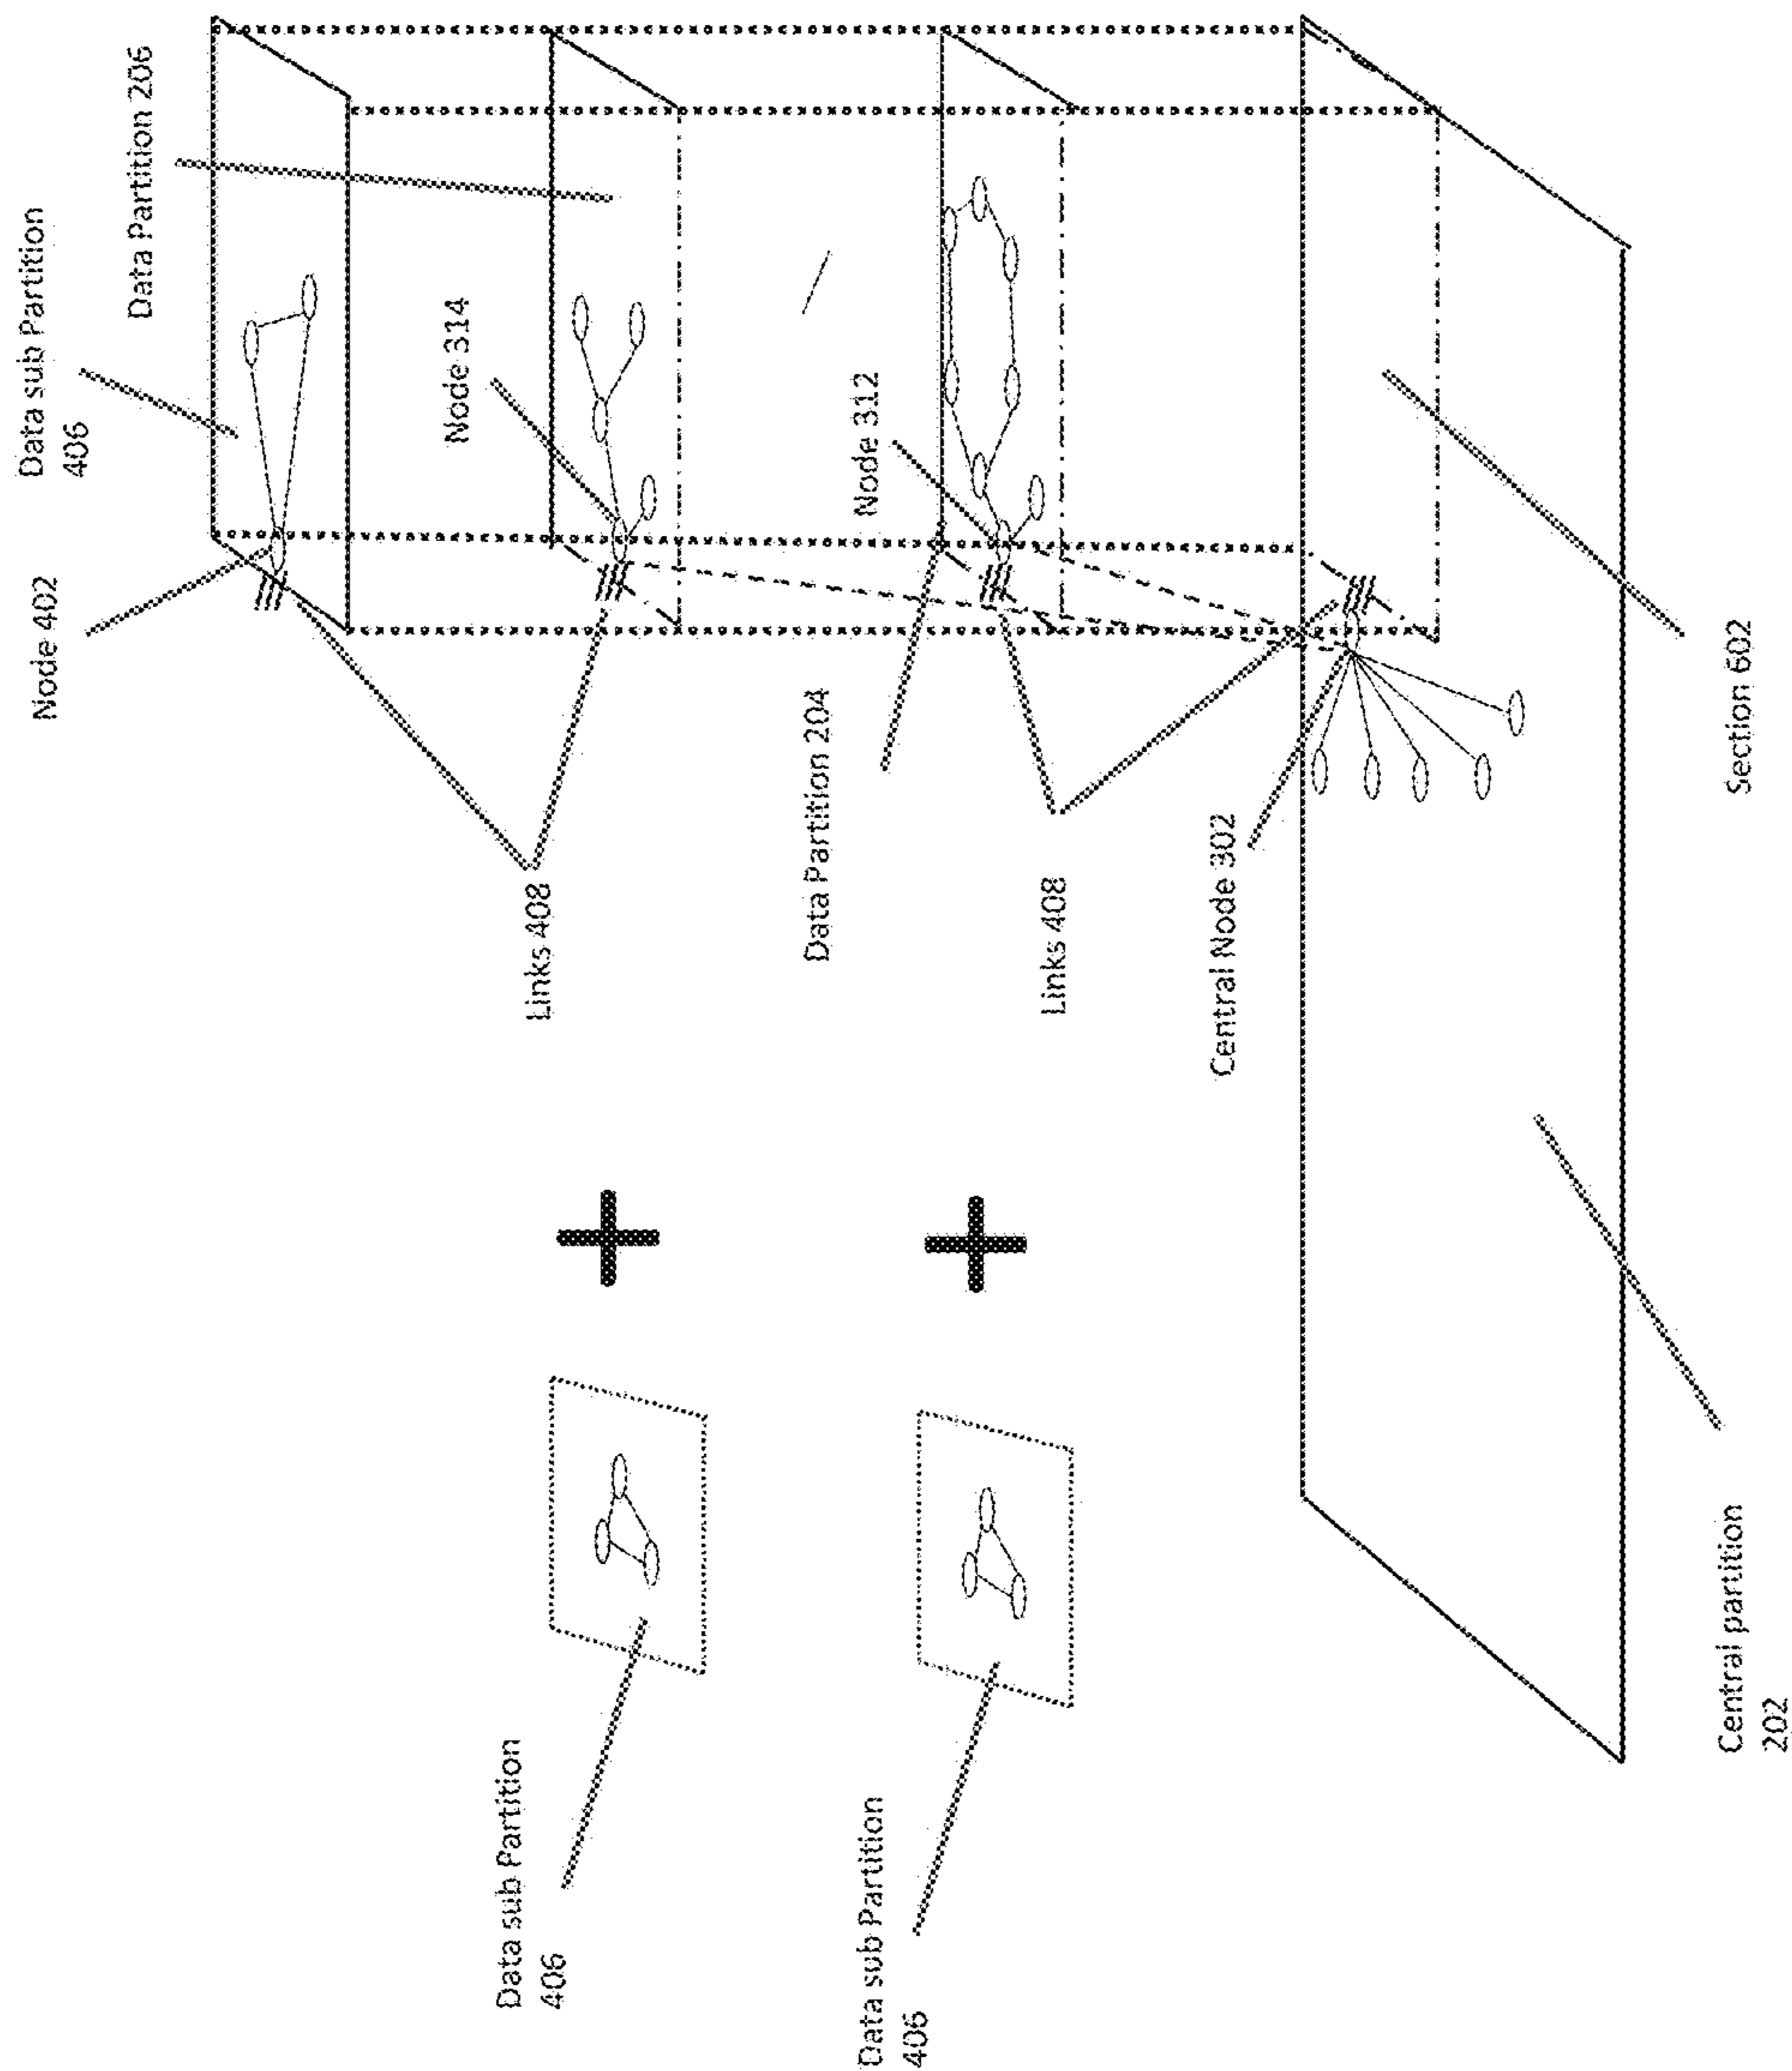 Data sub Partition
406
Data Partition 206
Node 402
Node 314
Node 312
Links 408
Data Partition 204
Links 408
Central Node 302
Section 602
Data sub Partition
406
Data sub Partition
406
Central partition
202